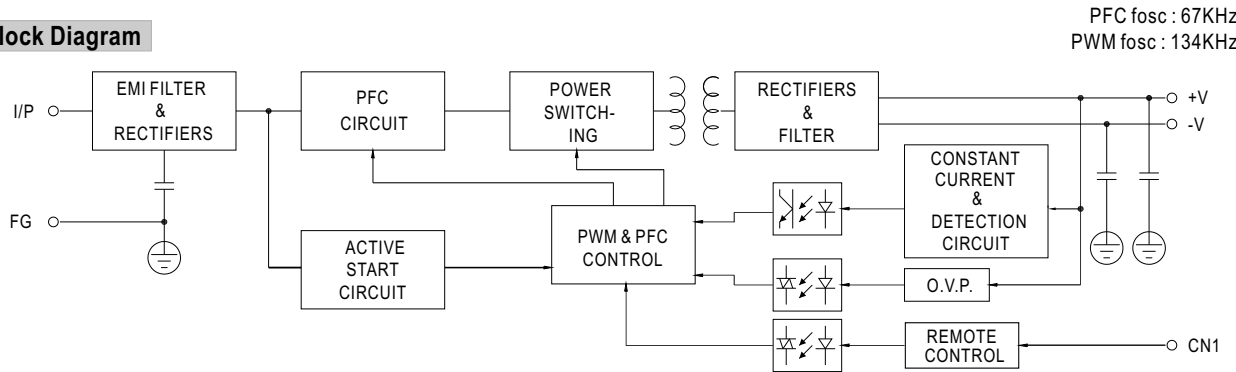 lock Diagram
PFC fosc : 67KHz
PWM fosc : 134KHz
I/P
EMI FILTER
&
RECTIFIERS
PFC
CIRCUIT
POWER
SWITCH-
ING
RECTIFIERS
&
FILTER
+V
-V
FG
ACTIVE
START
CIRCUIT
PWM & PFC
CONTROL
CONSTANT
CURRENT
&
DETECTION
CIRCUIT
O.V.P.
REMOTE
CONTROL
CN1